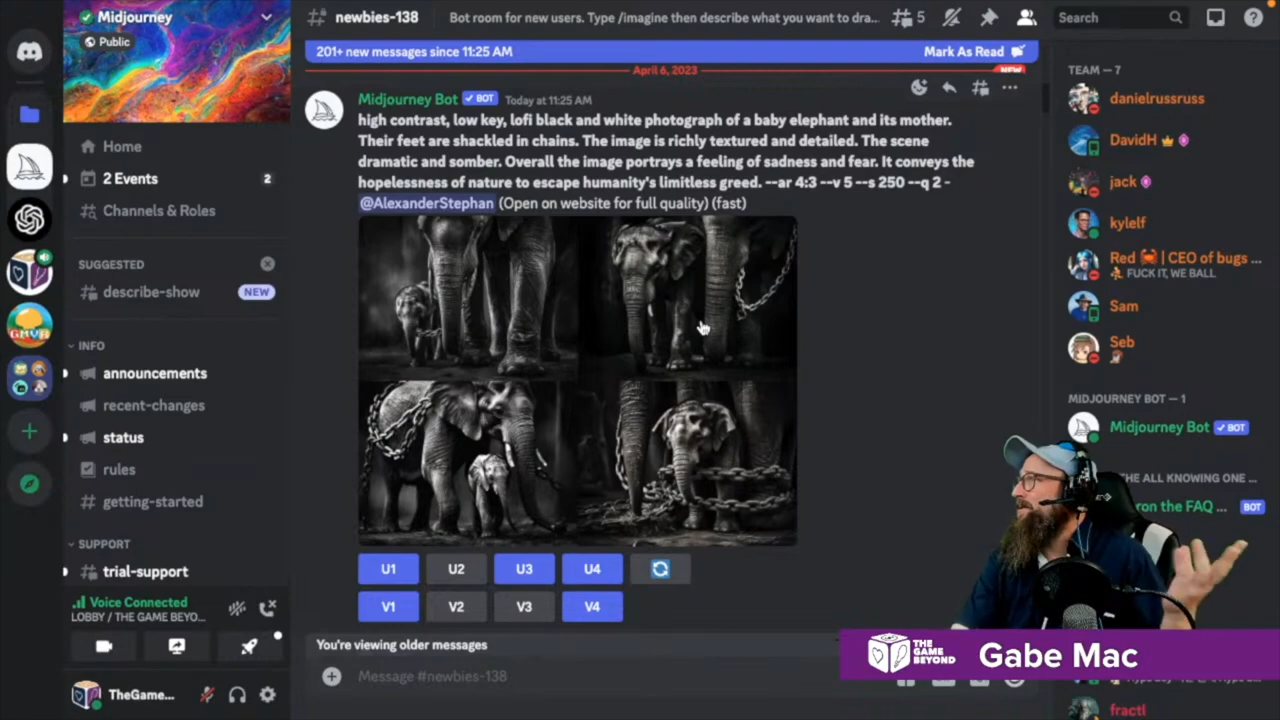 Midjourney
Public
Home
2 Events
2
Channels & Roles
SUGGESTED
describe-show
NEW
INFO
announcements
recent-changes
status
rules
getting-started
SUPPORT
trial-support
Voice Connected
LOBBY / THE GAME BEYO...
TheGame...
newbies-138
Bot room for new users. Type /imagine then describe what you want to dra...
5
Search
201+ new messages since 11:25 AM
Mark As Read
April 6, 2023
NEW
Midjourney Bot BOT Today at 11:25 AM
high contrast, low key, lofi black and white photograph of a baby elephant and its mother.
Their feet are shackled in chains. The image is richly textured and detailed. The scene
dramatic and somber. Overall the image portrays a feeling of sadness and fear. It conveys the
hopelessness of nature to escape humanity's limitless greed. --ar 4:3 --v 5 --s 250 --q 2 -
@AlexanderStephan (Open on website for full quality) (fast)
U1 U2 U3 U4
V1 V2 V3 V4
You're viewing older messages
Message #newbies-138
TEAM — 7
danielrussruss
DavidH
jack
kylelf
Red | CEO of bugs ...
FUCK IT, WE BALL
Sam
Seb
MIDJOURNEY BOT — 1
Midjourney Bot BOT
THE ALL KNOWING ONE ...
ron the FAQ ... BOT
fractl
THE GAME
BEYOND
Gabe Mac